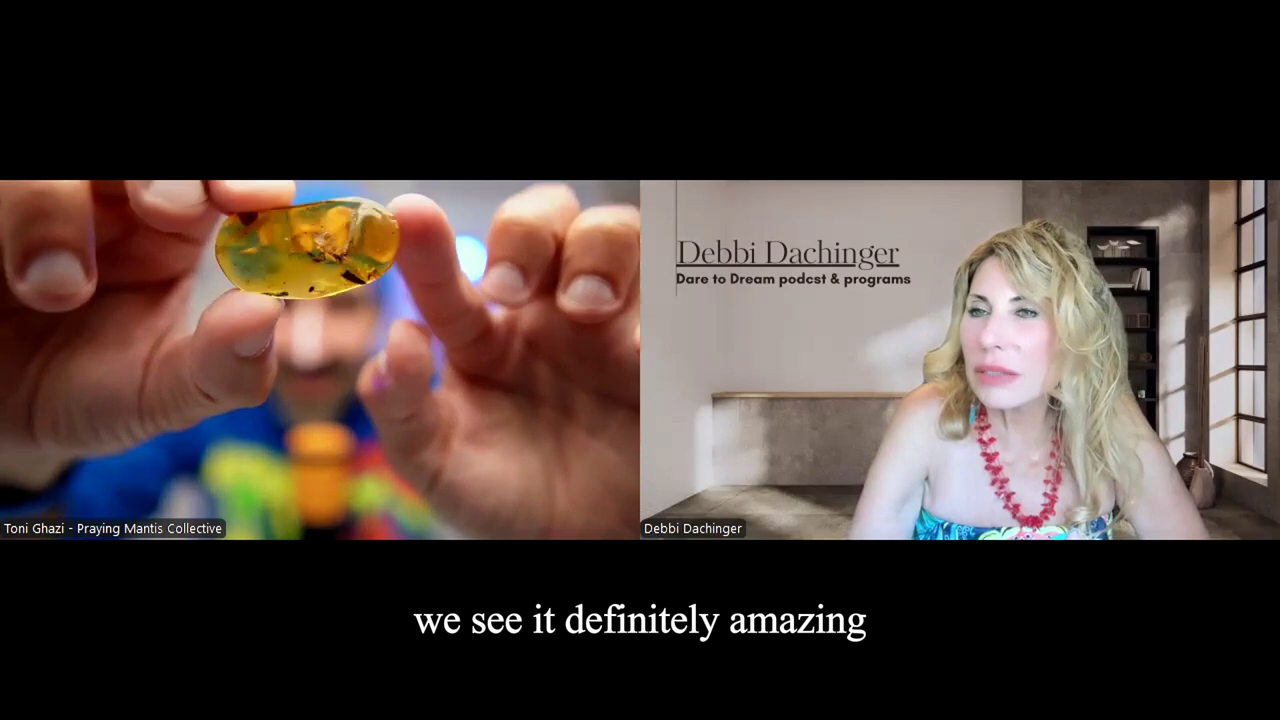 Debbi Dachinger
Dare to Dream podcst & programs
Toni Ghazi - Praying Mantis Collective
Debbi Dachinger
we see it definitely amazing